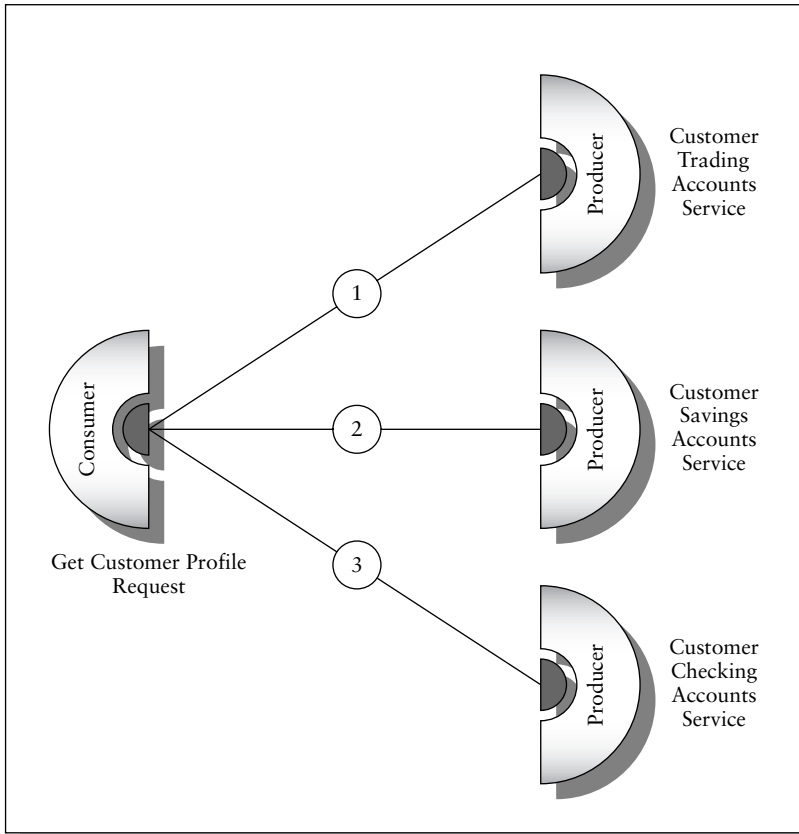 Producer
Customer
Trading
Accounts
Service
1
Consumer
Get Customer Profile
Request
2
Producer
Customer
Savings
Accounts
Service
3
Producer
Customer
Checking
Accounts
Service